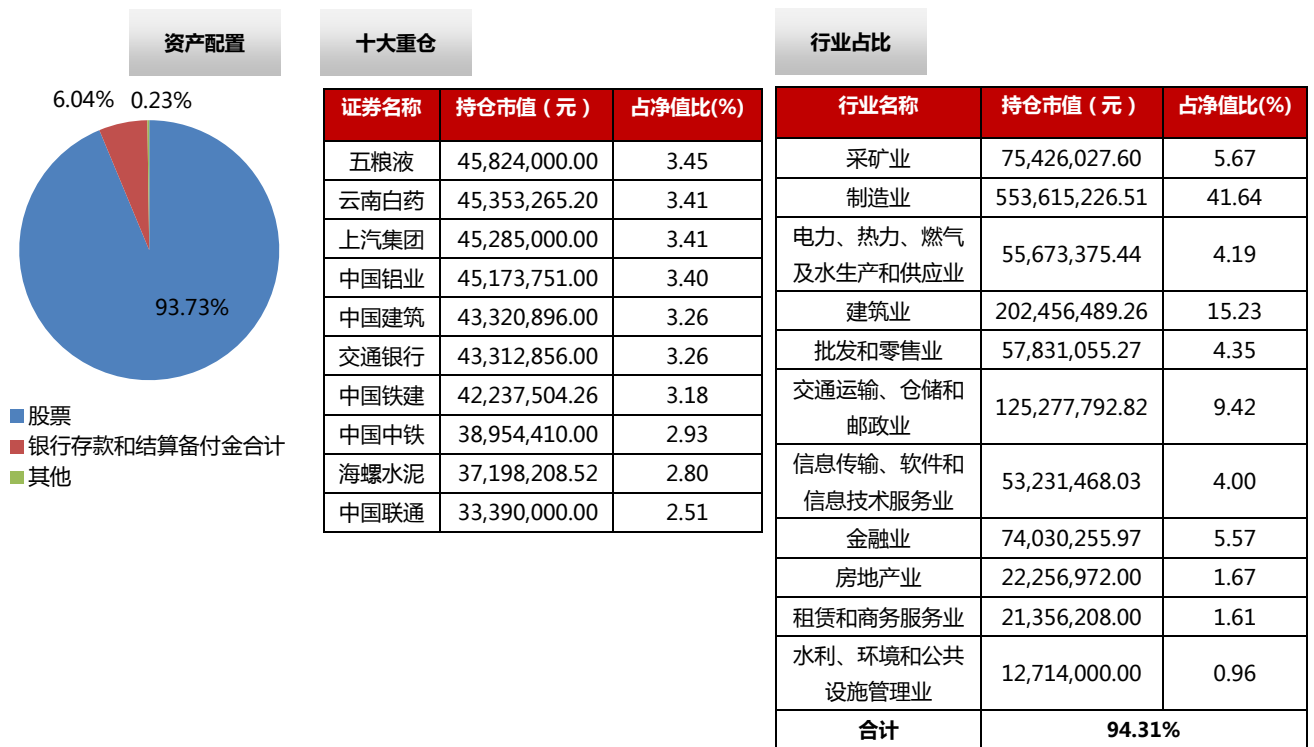 资产配置
6.04% 0.23%
93.73%
股票
银行存款和结算备付金合计
其他
十大重仓
证券名称 持仓市值（元） 占净值比(%)
五粮液 45,824,000.00 3.45
云南白药 45,353,265.20 3.41
上汽集团 45,285,000.00 3.41
中国铝业 45,173,751.00 3.40
中国建筑 43,320,896.00 3.26
交通银行 43,312,856.00 3.26
中国铁建 42,237,504.26 3.18
中国中铁 38,954,410.00 2.93
海螺水泥 37,198,208.52 2.80
中国联通 33,390,000.00 2.51
行业占比
行业名称 持仓市值（元） 占净值比(%)
采矿业 75,426,027.60 5.67
制造业 553,615,226.51 41.64
电力、热力、燃气
及水生产和供应业 55,673,375.44 4.19
建筑业 202,456,489.26 15.23
批发和零售业 57,831,055.27 4.35
交通运输、仓储和
邮政业 125,277,792.82 9.42
信息传输、软件和
信息技术服务业 53,231,468.03 4.00
金融业 74,030,255.97 5.57
房地产业 22,256,972.00 1.67
租赁和商务服务业 21,356,208.00 1.61
水利、环境和公共
设施管理业 12,714,000.00 0.96
合计 94.31%